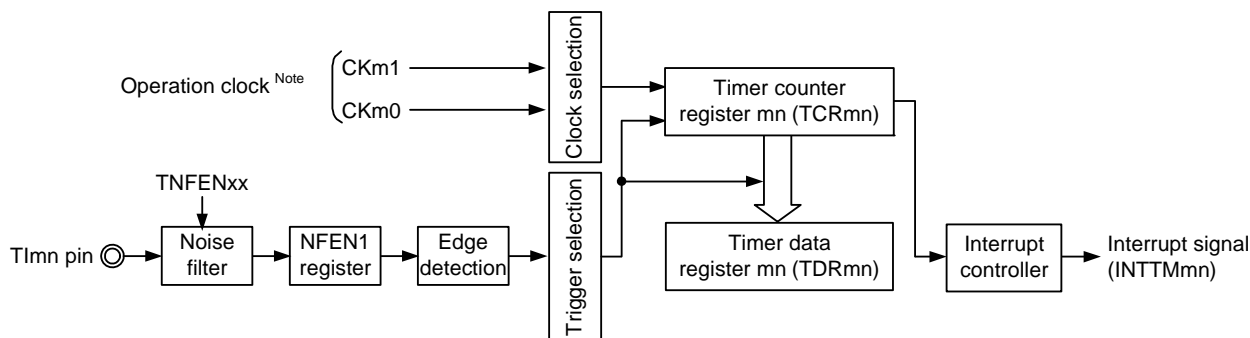 Operation clock Note
CKm1
CKm0
Clock selection
Timer counter
register mn (TCRmn)
TNFENxx
TImn pin
Noise
filter
NFEN1
register
Edge
detection
Trigger selection
Timer data
register mn (TDRmn)
Interrupt
controller
Interrupt signal
(INTTMmn)